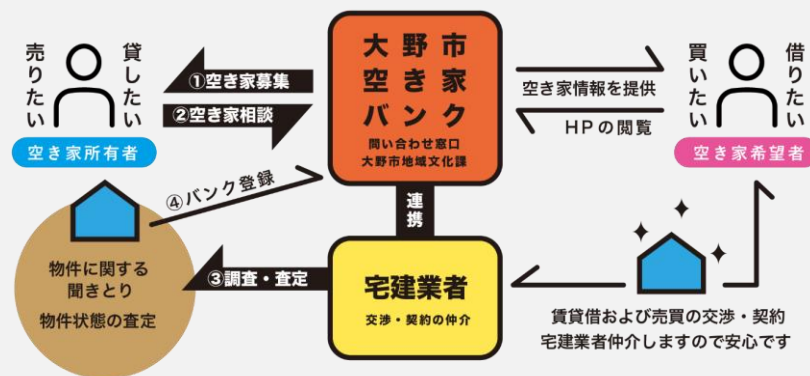 売りたい
貸したい
空き家所有者
①空き家募集
②空き家相談
大野市
空き家
バンク
問い合わせ窓口
大野市地域文化課
空き家情報を提供
HPの閲覧
買いたい
借りたい
空き家希望者
④バンク登録
連携
物件に関する
聞きとり
物件状態の査定
③調査・査定
宅建業者
交渉・契約の仲介
賃貸借および売買の交渉・契約
宅建業者仲介しますので安心です